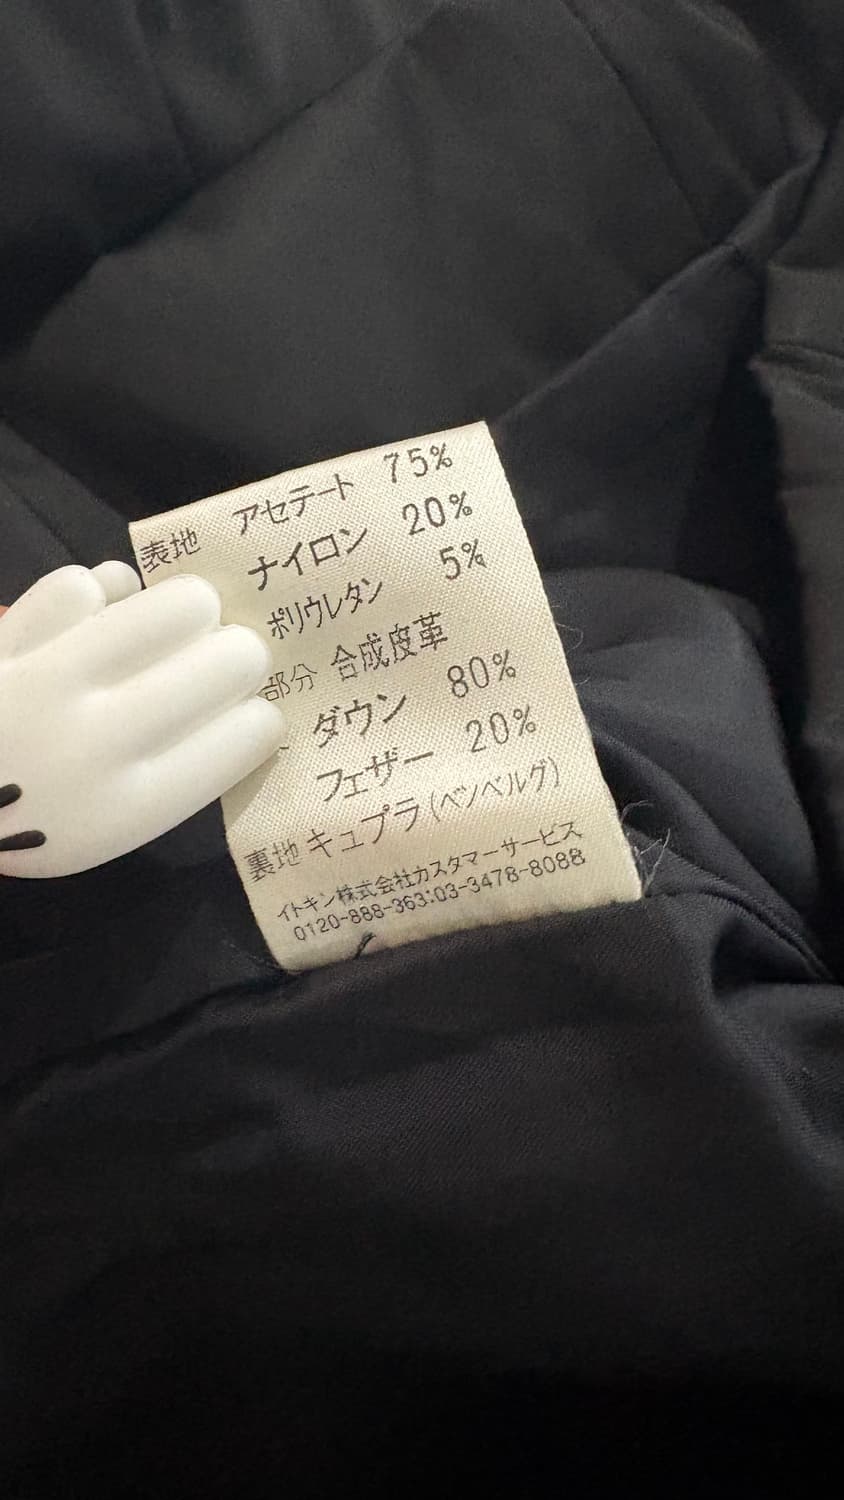 表地 アセテート 75%
ナイロン 20%
ポリウレタン 5%
部分 合成皮革
ダウン 80%
フェザー 20%
裏地 キュプラ(ベンベルグ)
イトキン株式会社カスタマーサービス
0120-888-363:03-3478-8088